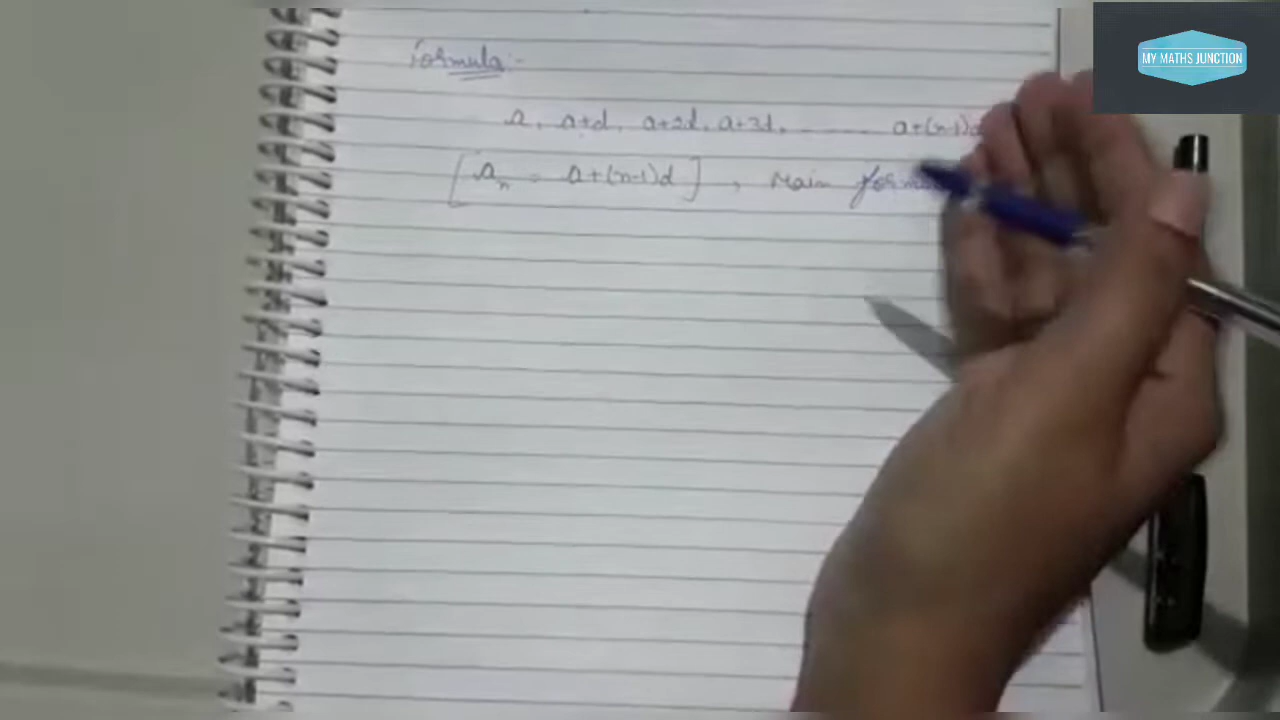 MY MATHS JUNCTION
Formula :-
a, a+d, a+2d, a+3d, ........ a+(n-1)d
[ an = a+(n-1)d ] , Main